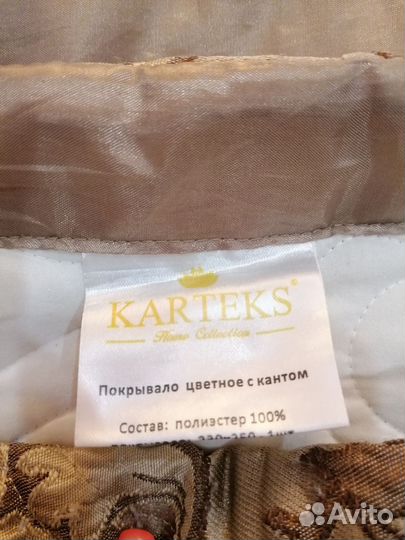 KARTEKS®
Home Collection
Покрывало цветное с кантом
Состав: полиэстер 100%
Avito